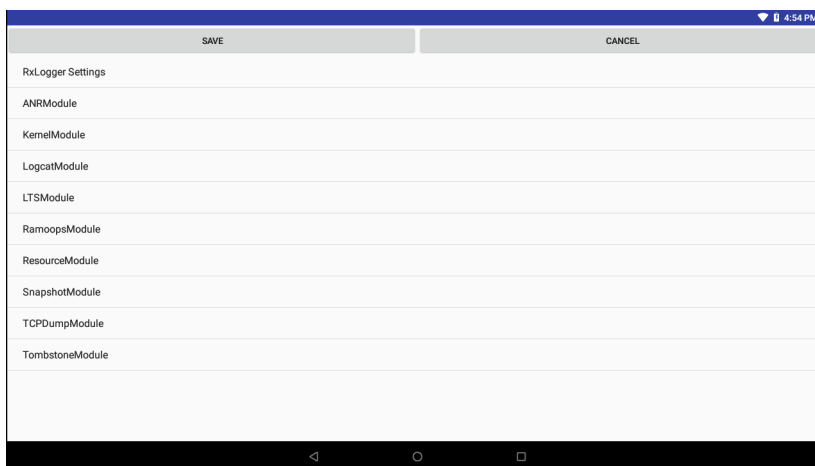 4:54 PM
SAVE
CANCEL
RxLogger Settings
ANRModule
KernelModule
LogcatModule
LTSModule
RamoopsModule
ResourceModule
SnapshotModule
TCPDumpModule
TombstoneModule